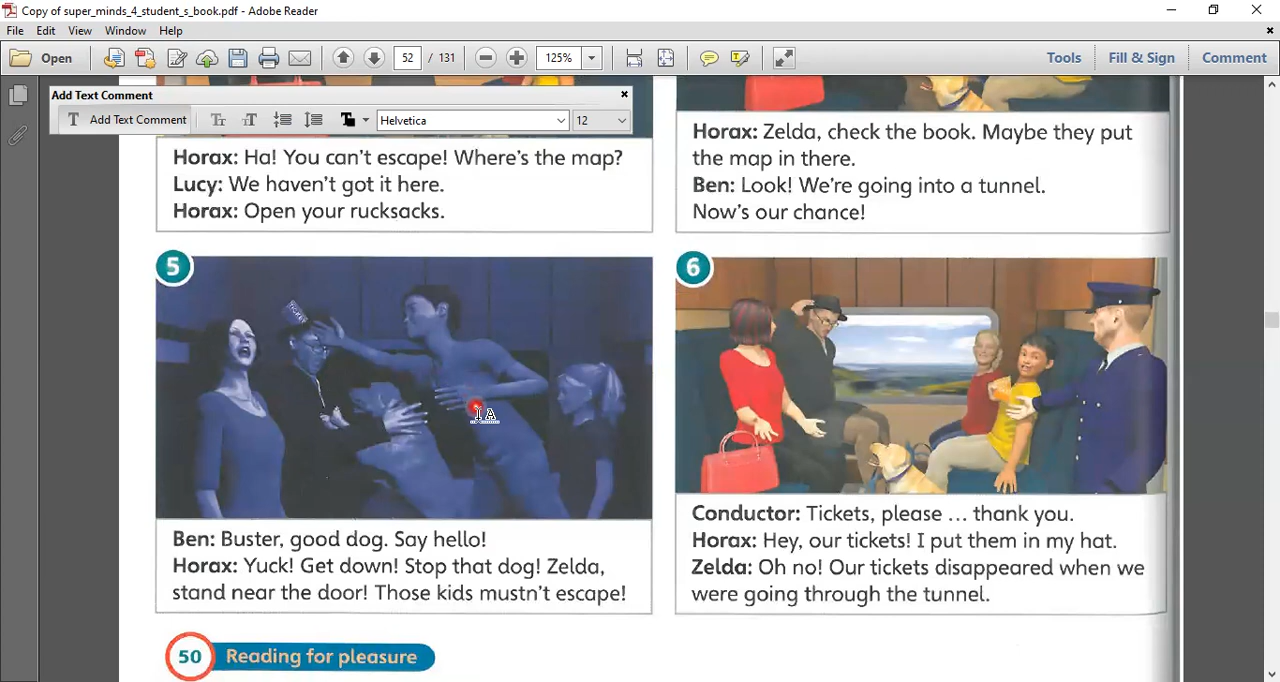 Copy of super_minds_4_student_s_book.pdf - Adobe Reader
File Edit View Window Help
Open 52 / 131 125% Tools Fill & Sign Comment
Add Text Comment
T Add Text Comment Helvetica 12
Horax: Ha! You can't escape! Where's the map?
Lucy: We haven't got it here.
Horax: Open your rucksacks.
Horax: Zelda, check the book. Maybe they put
the map in there.
Ben: Look! We're going into a tunnel.
Now's our chance!
5
Ben: Buster, good dog. Say hello!
Horax: Yuck! Get down! Stop that dog! Zelda,
stand near the door! Those kids mustn't escape!
6
Conductor: Tickets, please ... thank you.
Horax: Hey, our tickets! I put them in my hat.
Zelda: Oh no! Our tickets disappeared when we
were going through the tunnel.
50 Reading for pleasure